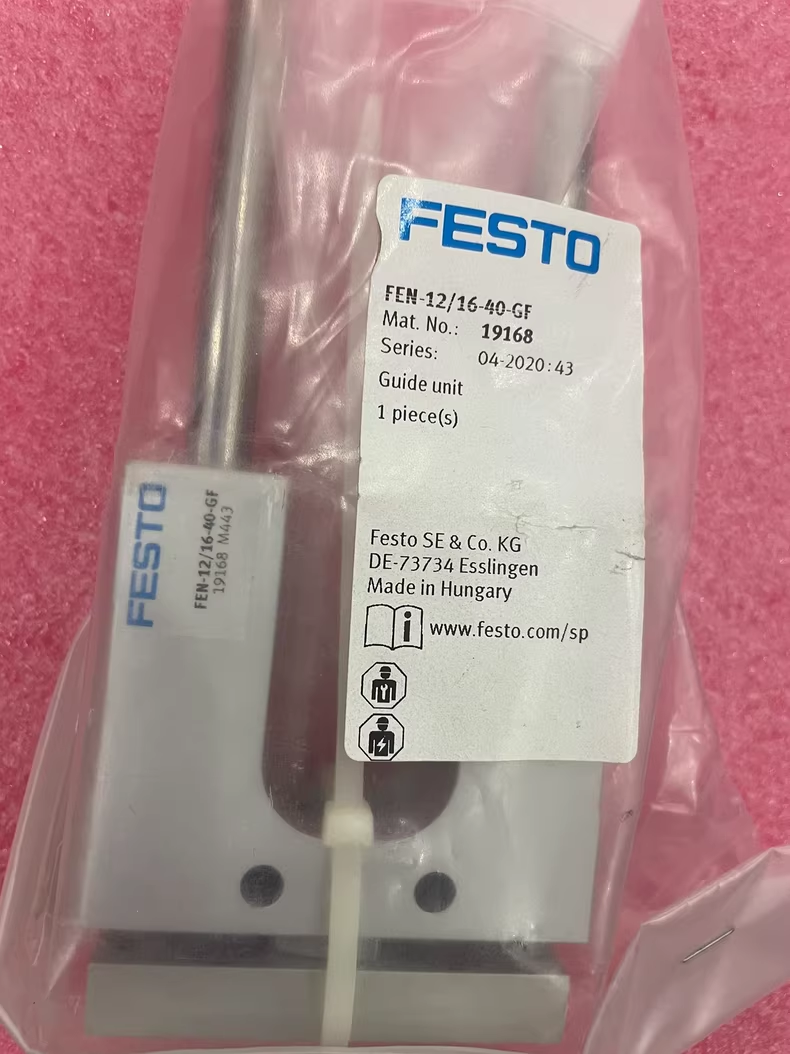 FESTO
FEN-12/16-40-GF
Mat. No.: 19168
Series: 04-2020:43
Guide unit
1 piece(s)
Festo SE & Co. KG
DE-73734 Esslingen
Made in Hungary
i www.festo.com/sp
FESTO
FEN-12/16-40-GF
19168 M443